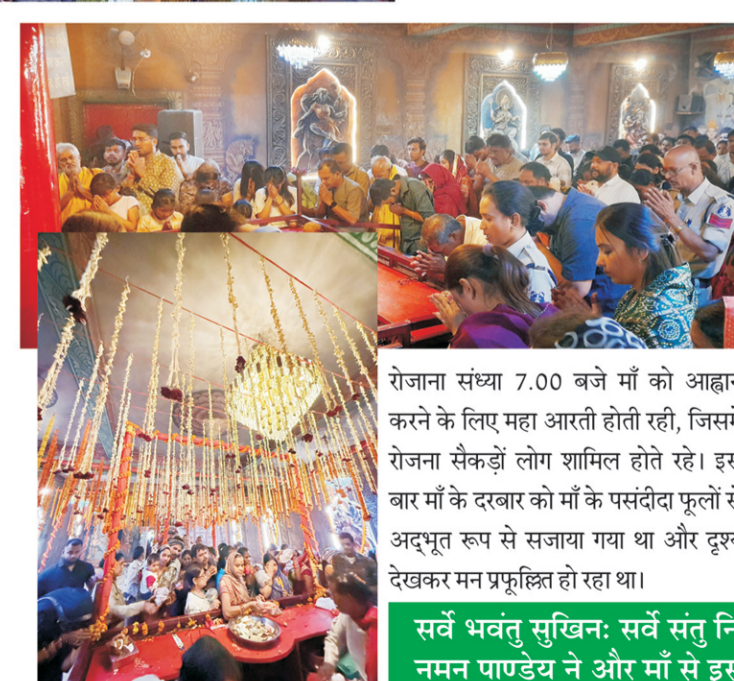 रोजाना संध्या 7.00 बजे माँ को आह्वान
करने के लिए महा आरती होती रही, जिसमें
रोजना सैकड़ों लोग शामिल होते रहे। इस
बार माँ के दरबार को माँ के पसंदीदा फूलों से
अद्भूत रूप से सजाया गया था और दृश्य
देखकर मन प्रफूल्लित हो रहा था।
सर्वे भवंतु सुखिनः सर्वे संतु
नमन पाण्डेय ने और माँ से इस